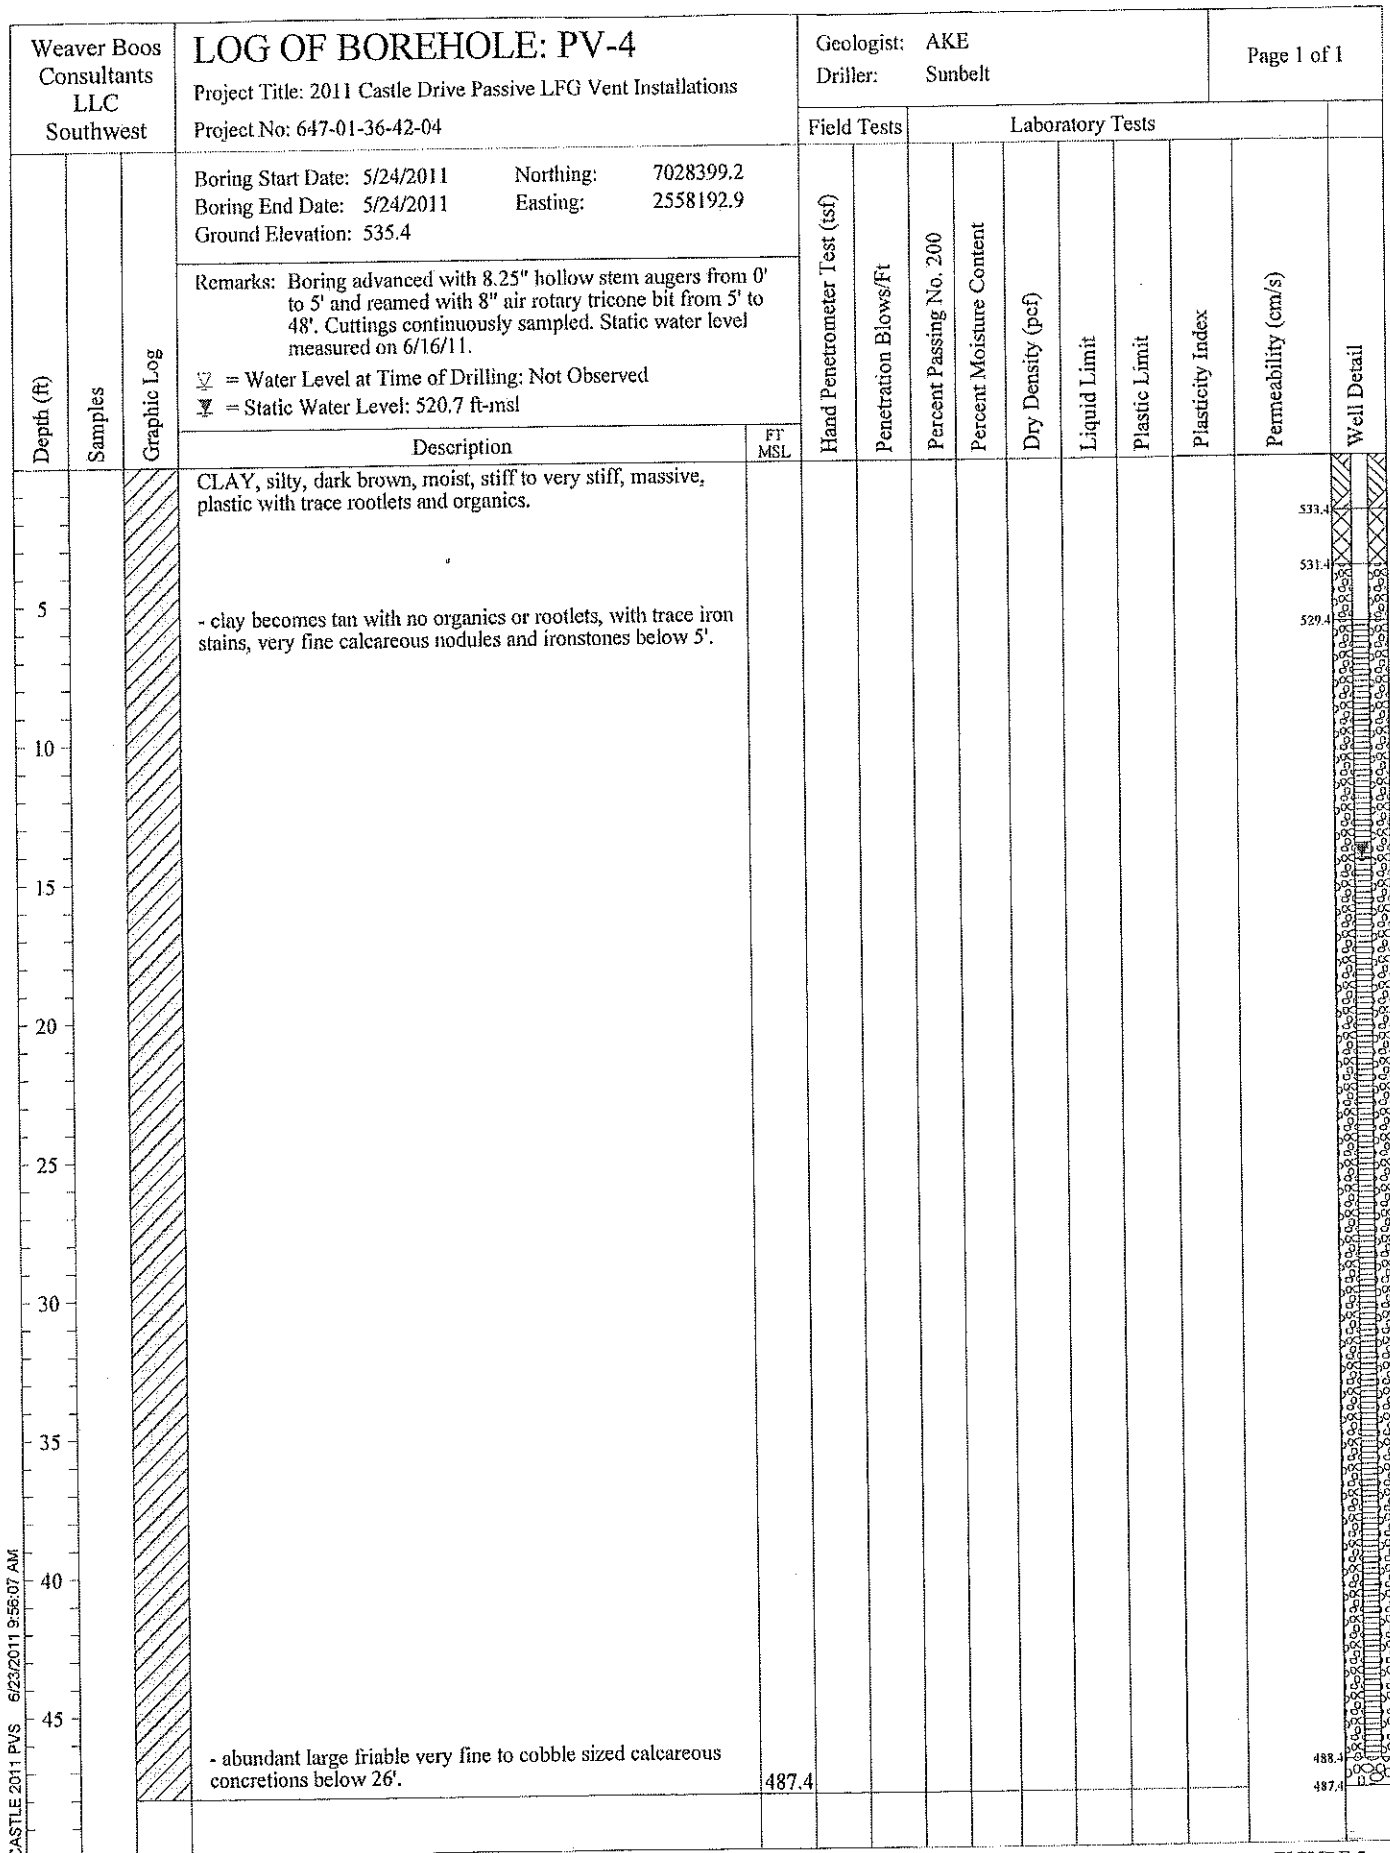 Weaver Boos
Consultants
LLC
Southwest
LOG OF BOREHOLE: PV-4
Project Title: 2011 Castle Drive Passive LFG Vent Installations
Project No: 647-01-36-42-04
Geologist: AKE
Driller: Sunbelt
Page 1 of 1
Field Tests
Laboratory Tests
Boring Start Date: 5/24/2011 Northing: 7028399.2
Boring End Date: 5/24/2011 Easting: 2558192.9
Ground Elevation: 535.4
Remarks: Boring advanced with 8.25" hollow stem augers from 0'
to 5' and reamed with 8" air rotary tricone bit from 5' to
48'. Cuttings continuously sampled. Static water level
measured on 6/16/11.
= Water Level at Time of Drilling: Not Observed
= Static Water Level: 520.7 ft-msl
Depth (ft)
Samples
Graphic Log
Description
FT
MSL
Hand Penetrometer Test (tsf)
Penetration Blows/Ft
Percent Passing No. 200
Percent Moisture Content
Dry Density (pcf)
Liquid Limit
Plastic Limit
Plasticity Index
Permeability (cm/s)
Well Detail
CLAY, silty, dark brown, moist, stiff to very stiff, massive,
plastic with trace rootlets and organics.
533.4
531.4
5
- clay becomes tan with no organics or rootlets, with trace iron
stains, very fine calcareous nodules and ironstones below 5'.
529.4
10
15
20
25
30
35
40
45
- abundant large friable very fine to cobble sized calcareous
concretions below 26'.
487.4
488.4
487.4
CASTLE 2011 PVS 6/23/2011 9:56:07 AM